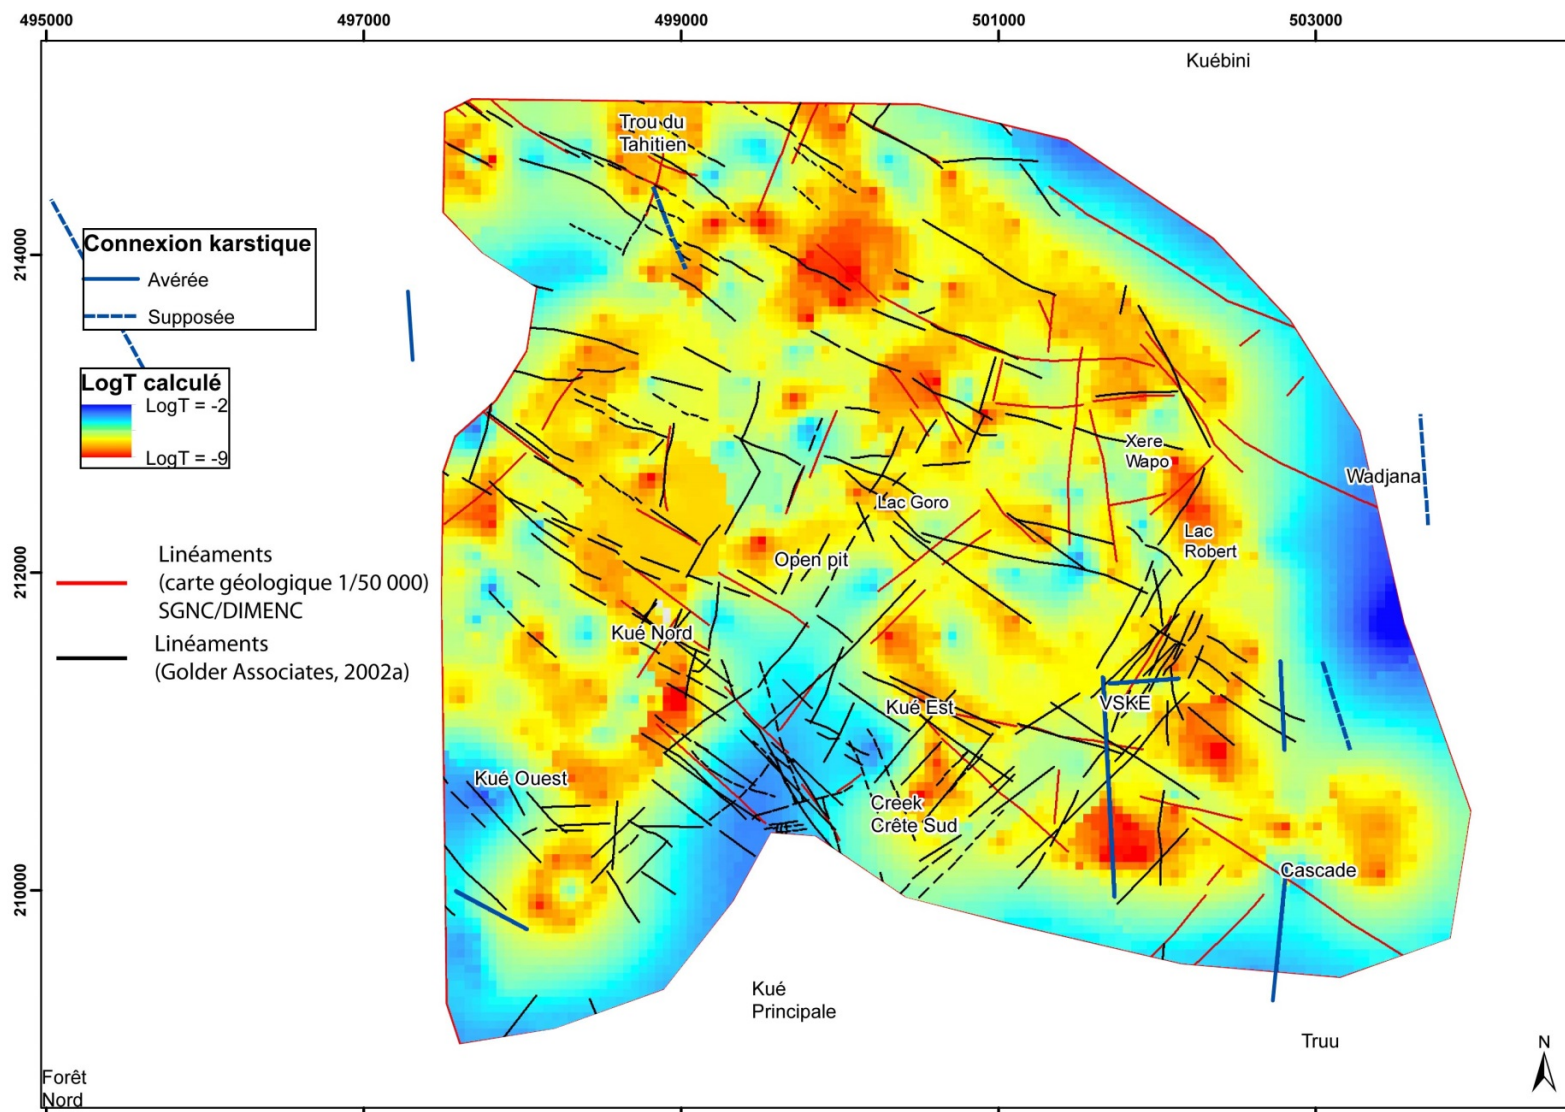 495000
497000
499000
501000
503000
Kuébini
Trou du
Tahitien
214000
Connexion karstique
Avérée
Supposée
LogT calculé
LogT = -2
LogT = -9
Xere
Wapo
Wadjana
Lac Goro
Linéaments
(carte géologique 1/50 000)
SGNC/DIMENC
Linéaments
(Golder Associates, 2002a)
212000
Open pit
Lac
Robert
Kué Nord
VSKE
Kué Est
Kué Ouest
Creek
Crête Sud
210000
Cascade
Kué
Principale
Truu
N
Forêt
Nord